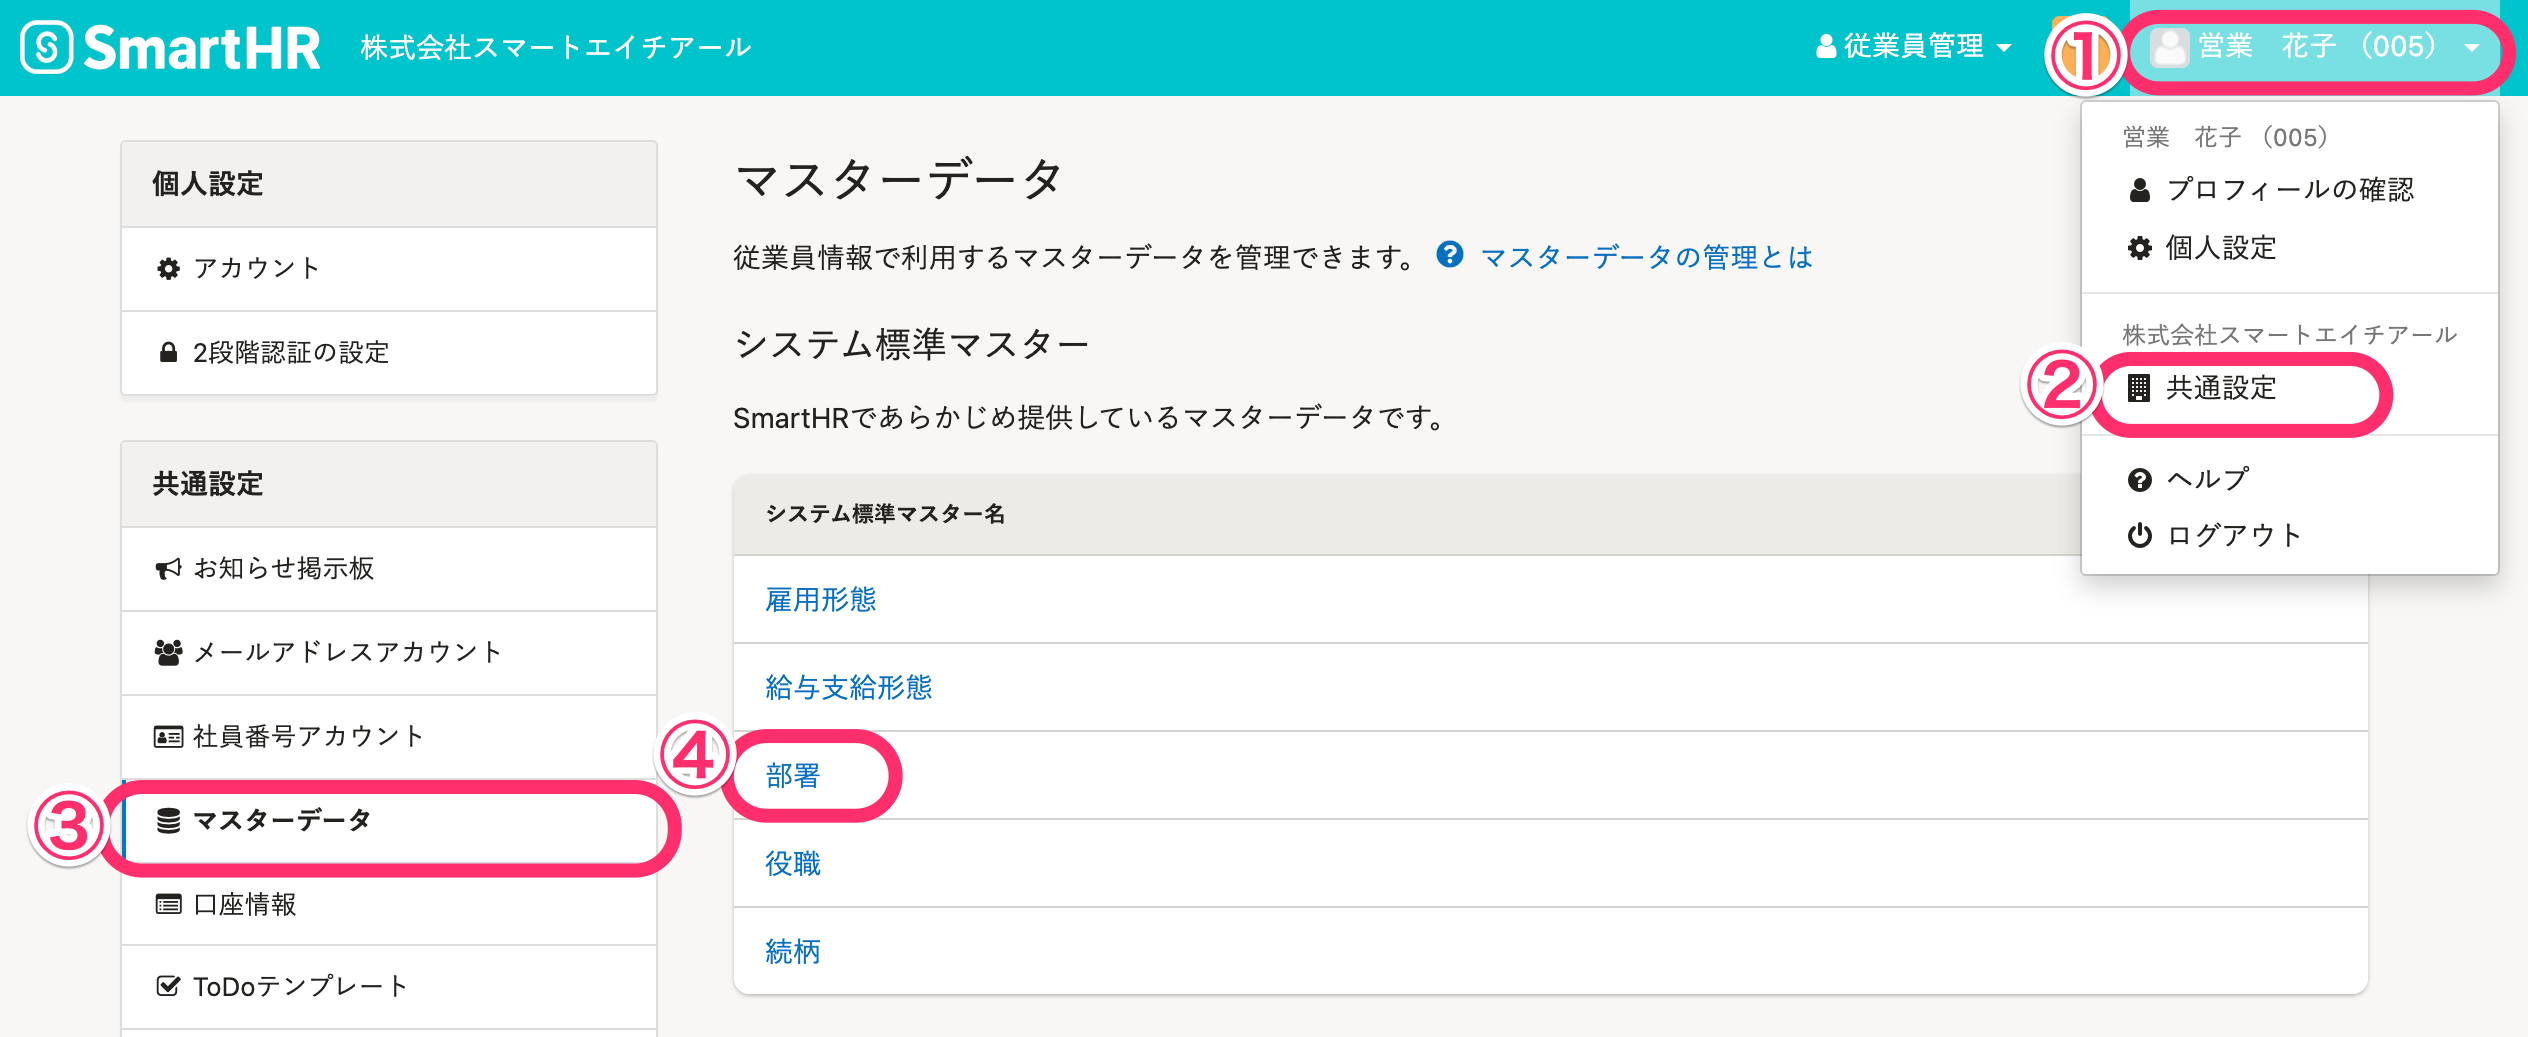 SmartHR 株式会社スマートエイチアール 従業員管理 ① 営業　花子 （005）
個人設定
アカウント
2段階認証の設定
共通設定
お知らせ掲示板
メールアドレスアカウント
社員番号アカウント
③ マスターデータ
口座情報
ToDoテンプレート
マスターデータ
従業員情報で利用するマスターデータを管理できます。 マスターデータの管理とは
システム標準マスター
SmartHRであらかじめ提供しているマスターデータです。
システム標準マスター名
雇用形態
給与支給形態
④ 部署
役職
続柄
営業　花子 （005）
プロフィールの確認
個人設定
株式会社スマートエイチアール
② 共通設定
ヘルプ
ログアウト